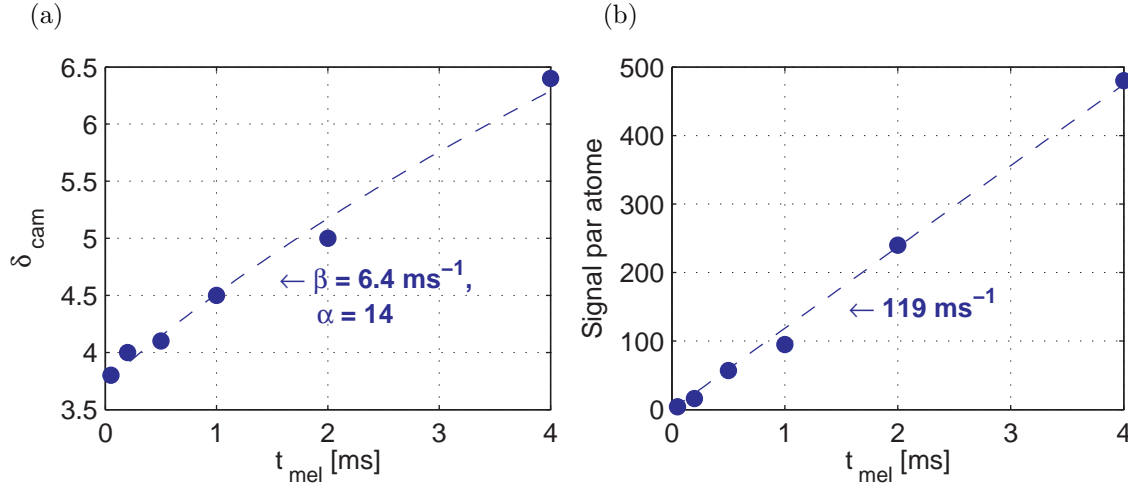 (a)
6.5
6
5.5
5
4.5
4
3.5
δ cam
← β = 6.4 ms−1,
α = 14
0 1 2 3 4
t mel [ms]
(b)
500
400
300
200
100
0
Signal par atome
← 119 ms−1
0 1 2 3 4
t mel [ms]